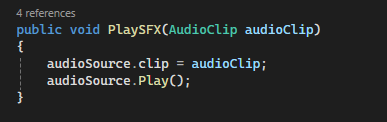 4 references
public void PlaySFX(AudioClip audioClip)
{
    audioSource.clip = audioClip;
    audioSource.Play();
}